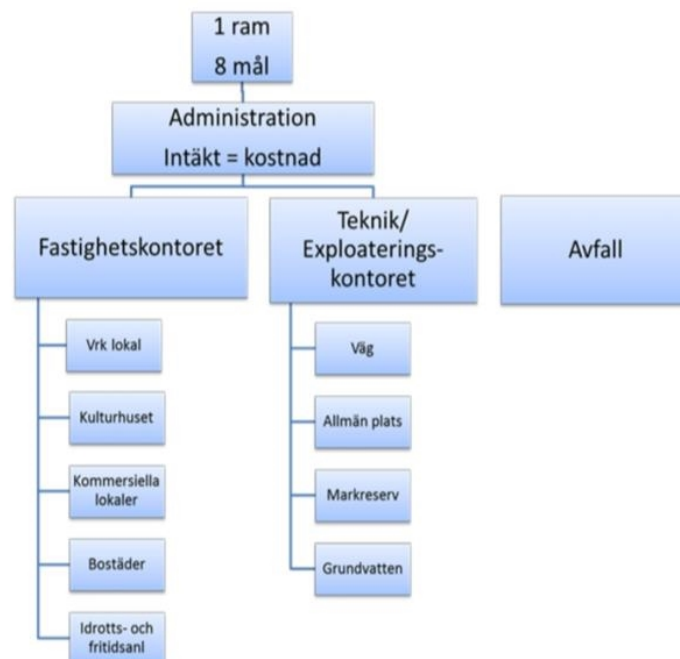 1 ram
8 mål
Administration
Intäkt = kostnad
Fastighetskontoret
Teknik/
Exploaterings-
kontoret
Avfall
Vrk lokal
Kulturhuset
Kommersiella
lokaler
Bostäder
Idrotts- och
fritidsanl
Väg
Allmän plats
Markreserv
Grundvatten